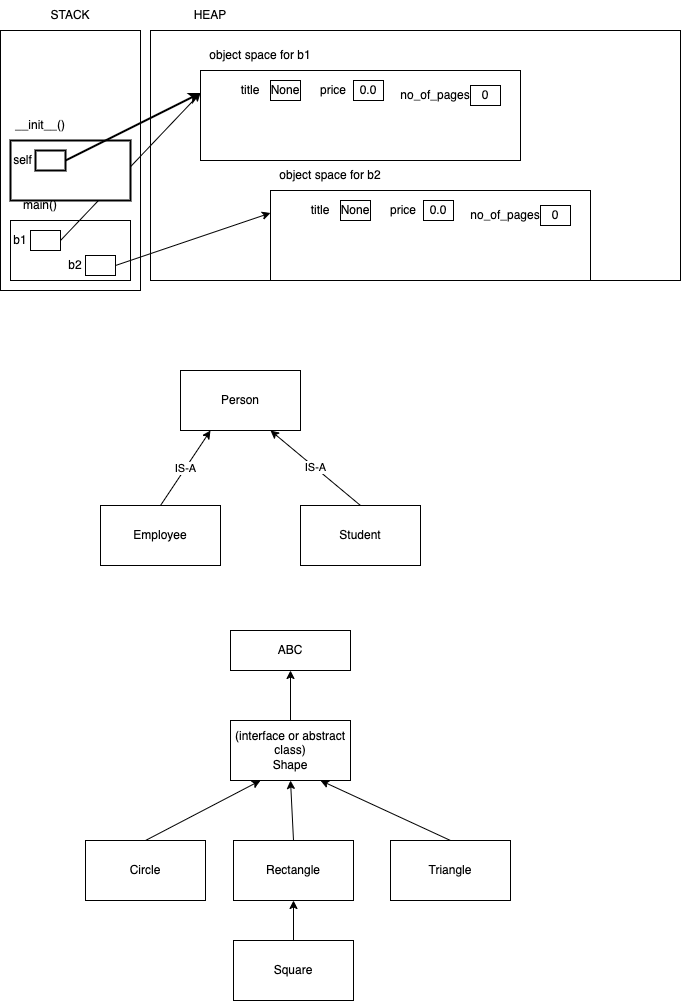 STACK
HEAP
object space for b1
title
None
price
0.0
no_of_pages
0
__init__()
self
main()
b1
b2
object space for b2
title
None
price
0.0
no_of_pages
0
Person
IS-A
IS-A
Employee
Student
ABC
(interface or abstract
class)
Shape
Circle
Rectangle
Triangle
Square